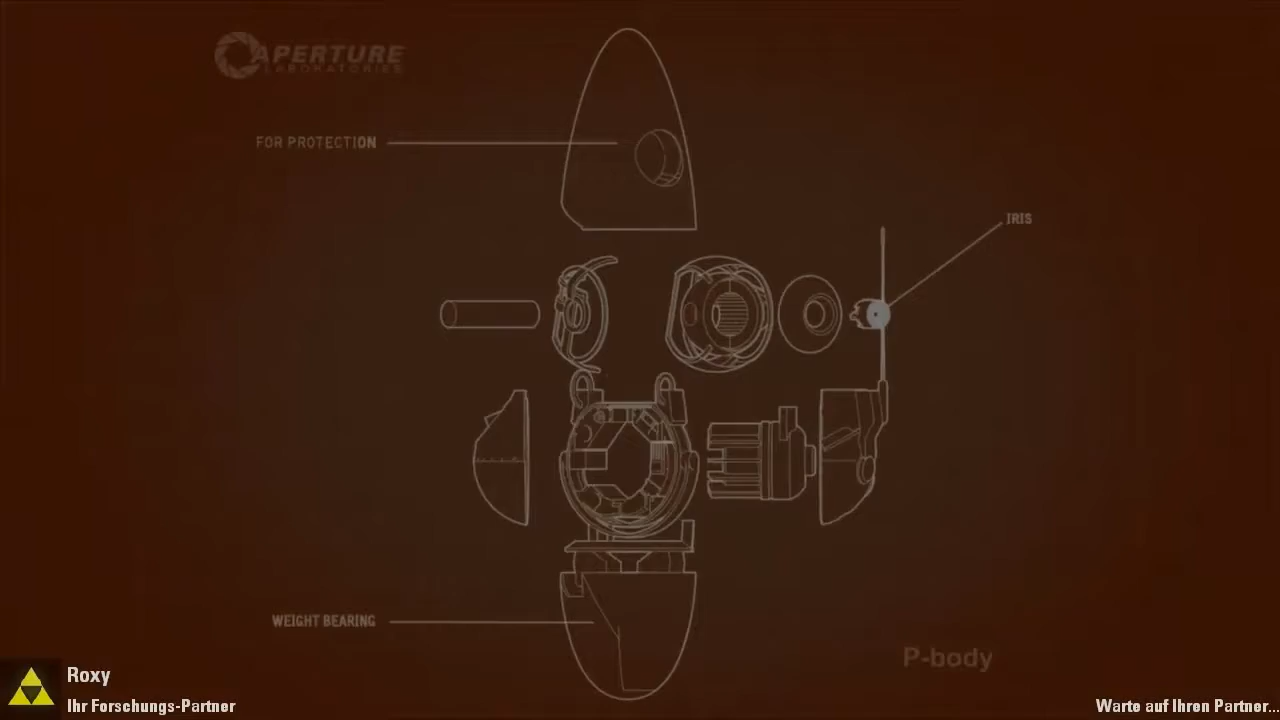 APERTURE
LABORATORIES
FOR PROTECTION
IRIS
WEIGHT BEARING
P-body
Roxy
Ihr Forschungs-Partner
Warte auf Ihren Partner...